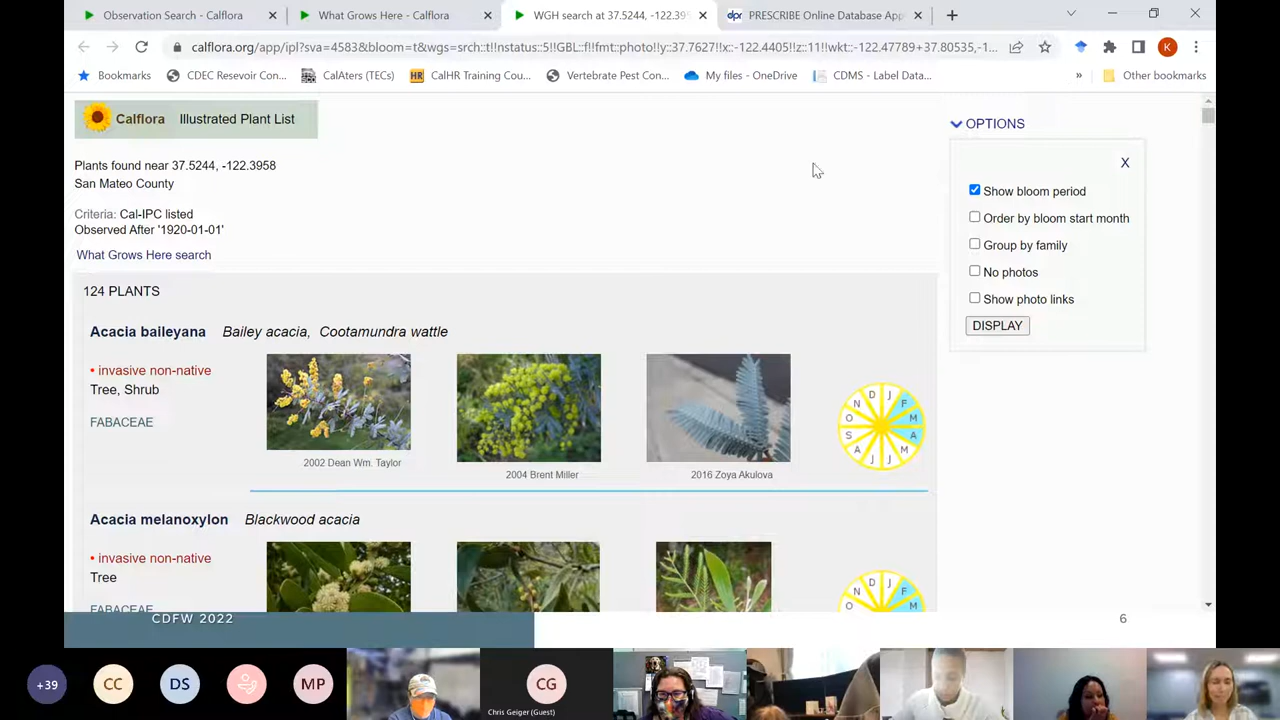 Observation Search - Calflora
What Grows Here - Calflora
WGH search at 37.5244, -122.395
PRESCRIBE Online Database App
calflora.org/app/ipl?sva=4583&bloom=t&wgs=srch::t!!nstatus::5!!GBL::f!!fmt::photo!!y::37.7627!!x::-122.4405!!z::11!!wkt::-122.47789+37.80535,-1...
K
Bookmarks
CDEC Resevoir Con...
CalAters (TECs)
HR
CalHR Training Cou...
Vertebrate Pest Con...
My files - OneDrive
CDMS - Label Data...
»
Other bookmarks
Calflora Illustrated Plant List
OPTIONS
X
Show bloom period
Order by bloom start month
Group by family
No photos
Show photo links
DISPLAY
Plants found near 37.5244, -122.3958
San Mateo County
Criteria: Cal-IPC listed
Observed After '1920-01-01'
What Grows Here search
124 PLANTS
Acacia baileyana Bailey acacia, Cootamundra wattle
• invasive non-native
Tree, Shrub
FABACEAE
2002 Dean Wm. Taylor
2004 Brent Miller
2016 Zoya Akulova
J F M A M J J A S O N D
Acacia melanoxylon Blackwood acacia
• invasive non-native
Tree
FABACEAE
D J F M O
CDFW 2022
6
+39
CC
DS
MP
CG
Chris Geiger (Guest)